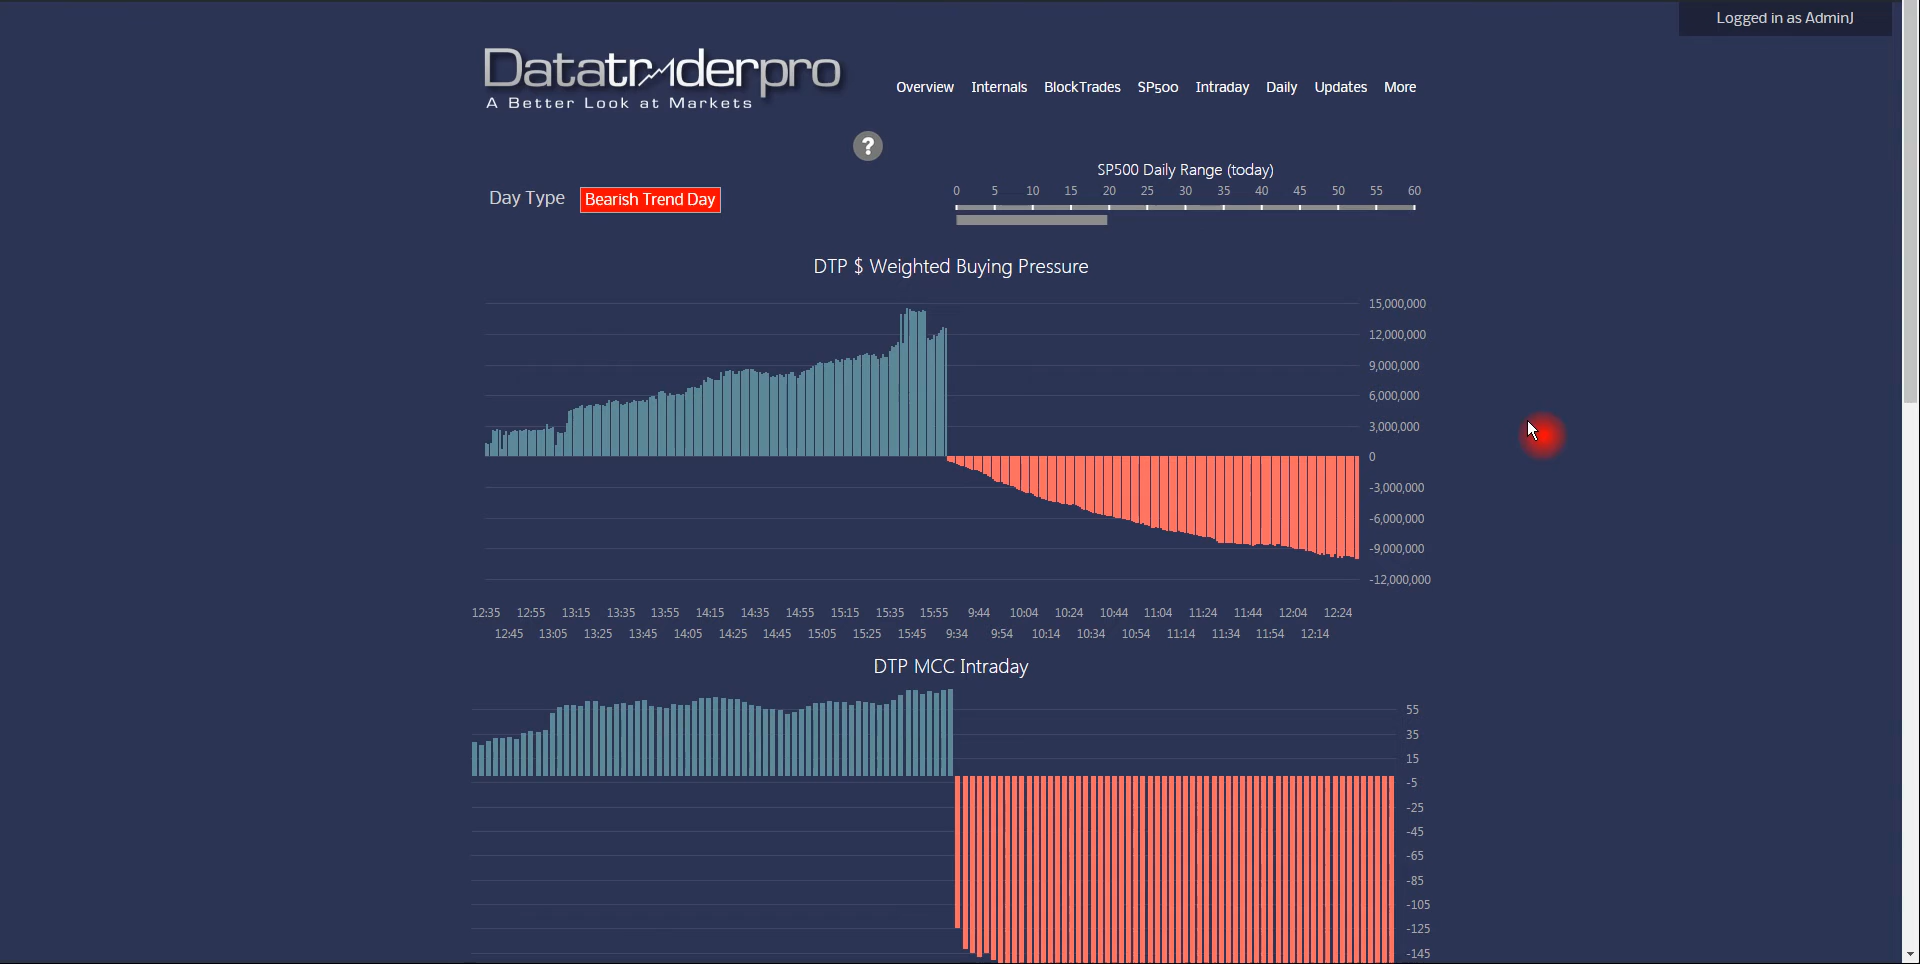 Logged in as AdminJ
Datatraderpro
A Better Look at Markets
Overview Internals BlockTrades SP500 Intraday Daily Updates More
?
SP500 Daily Range (today)
0 5 10 15 20 25 30 35 40 45 50 55 60
Day Type Bearish Trend Day
DTP $ Weighted Buying Pressure
15,000,000
12,000,000
9,000,000
6,000,000
3,000,000
0
-3,000,000
-6,000,000
-9,000,000
-12,000,000
12:35 12:55 13:15 13:35 13:55 14:15 14:35 14:55 15:15 15:35 15:55 9:44 10:04 10:24 10:44 11:04 11:24 11:44 12:04 12:24
12:45 13:05 13:25 13:45 14:05 14:25 14:45 15:05 15:25 15:45 9:34 9:54 10:14 10:34 10:54 11:14 11:34 11:54 12:14
DTP MCC Intraday
55
35
15
-5
-25
-45
-65
-85
-105
-125
-145